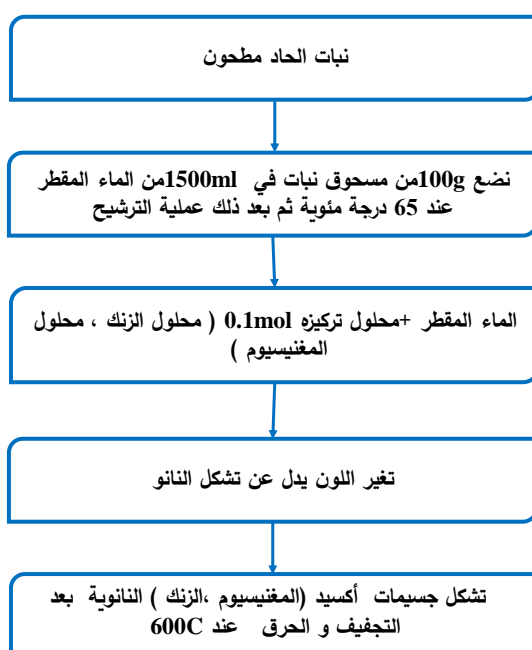 نبات الحاد مطحون
نضع 100gمن مسحوق نبات في 1500mlمن الماء المقطر
عند 65 درجة مئوية ثم بعد ذلك عملية الترشيح
الماء المقطر +محلول تركيزه 0.1mol ( محلول الزنك ، محلول
المغنيسيوم )
تغير اللون يدل عن تشكل النانو
تشكل جسيمات أكسيد (المغنيسيوم ،الزنك ) النانوية بعد
التجفيف و الحرق عند 600C